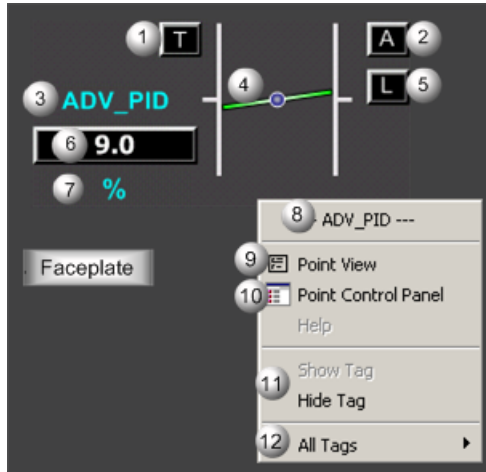 1 T A 2
4
3 ADV_PID L 5
6 9.0
7 %
8 - ADV_PID ---
Faceplate
9 Point View
10 Point Control Panel
Help
Show Tag
11
Hide Tag
12 All Tags